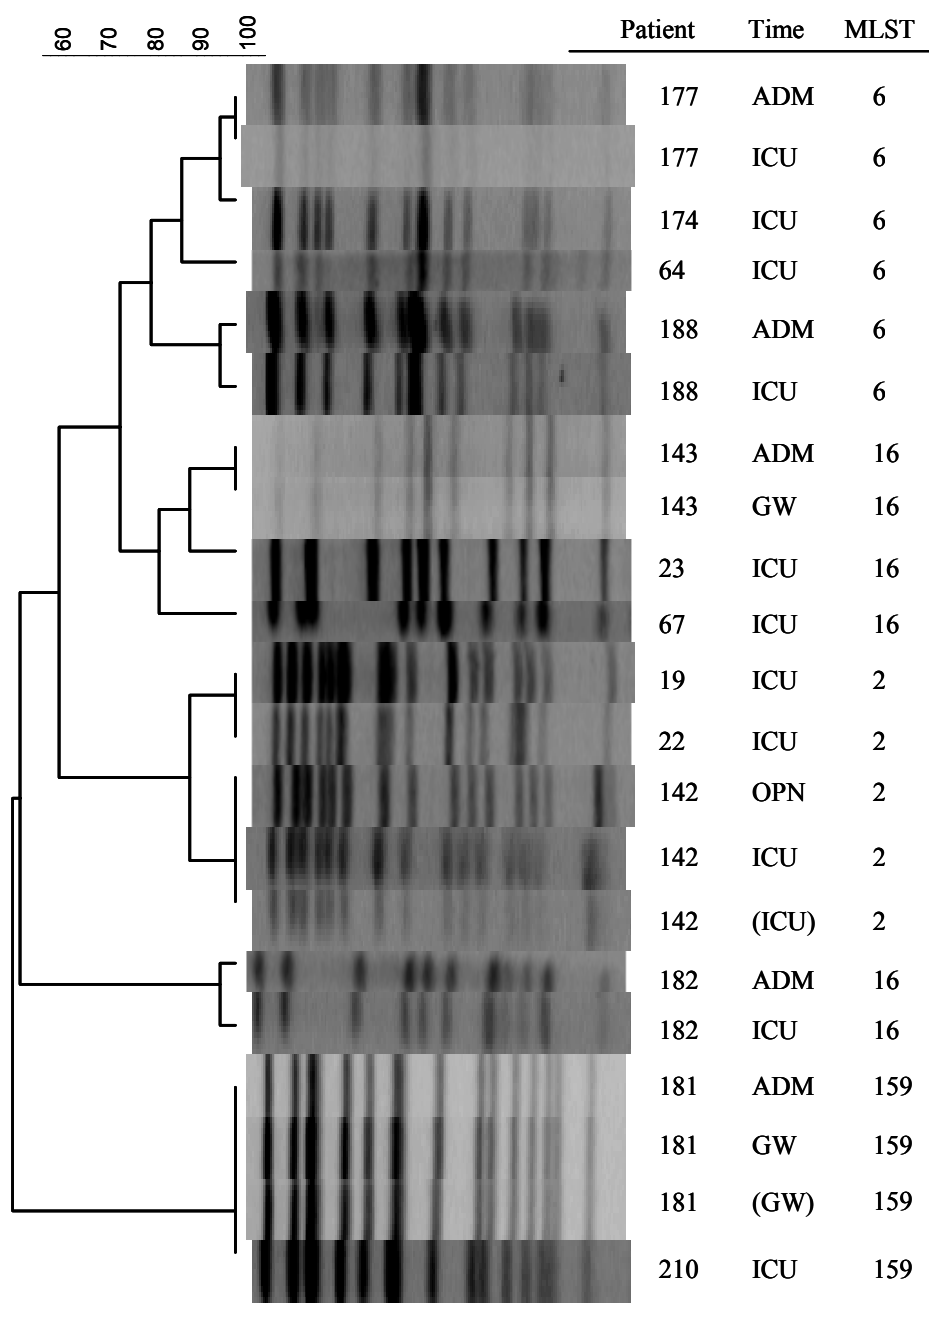 60 70 80 90 100
Patient Time MLST
177 ADM 6
177 ICU 6
174 ICU 6
64 ICU 6
188 ADM 6
188 ICU 6
143 ADM 16
143 GW 16
23 ICU 16
67 ICU 16
19 ICU 2
22 ICU 2
142 OPN 2
142 ICU 2
142 (ICU) 2
182 ADM 16
182 ICU 16
181 ADM 159
181 GW 159
181 (GW) 159
210 ICU 159